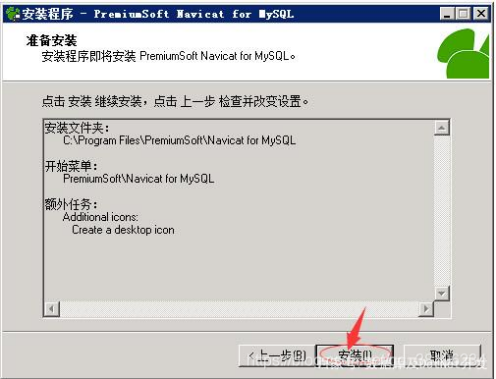 安装程序 - PremiumSoft Navicat for MySQL
准备安装
安装程序即将安装 PremiumSoft Navicat for MySQL。
点击 安装 继续安装，点击 上一步 检查并改变设置。
安装文件夹：
C:\Program Files\PremiumSoft\Navicat for MySQL
开始菜单：
PremiumSoft\Navicat for MySQL
额外任务：
Additional icons:
Create a desktop icon
<上一步(B) 安装(I) 取消